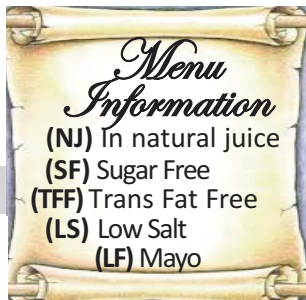 Menu
Information
(NJ) In natural juice
(SF) Sugar Free
(TFF) Trans Fat Free
(LS) Low Salt
(LF) Mayo